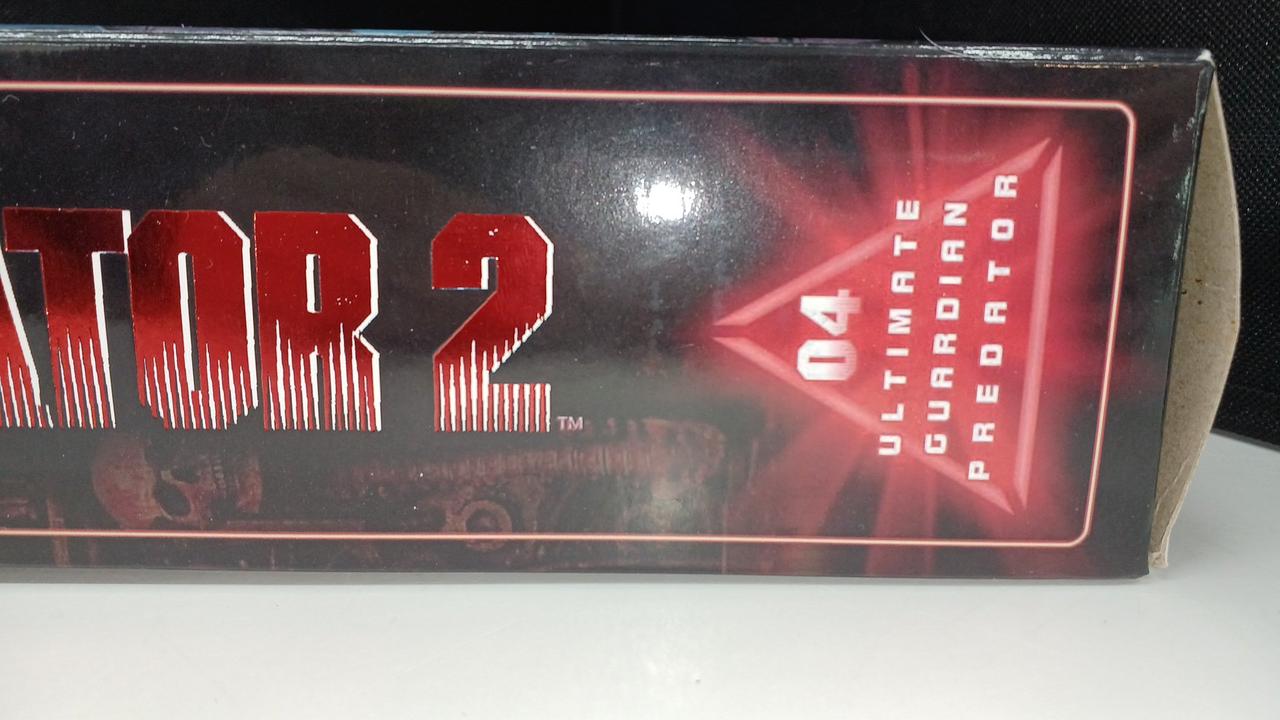 ATOR 2™
04
ULTIMATE
GUARDIAN
PREDATOR